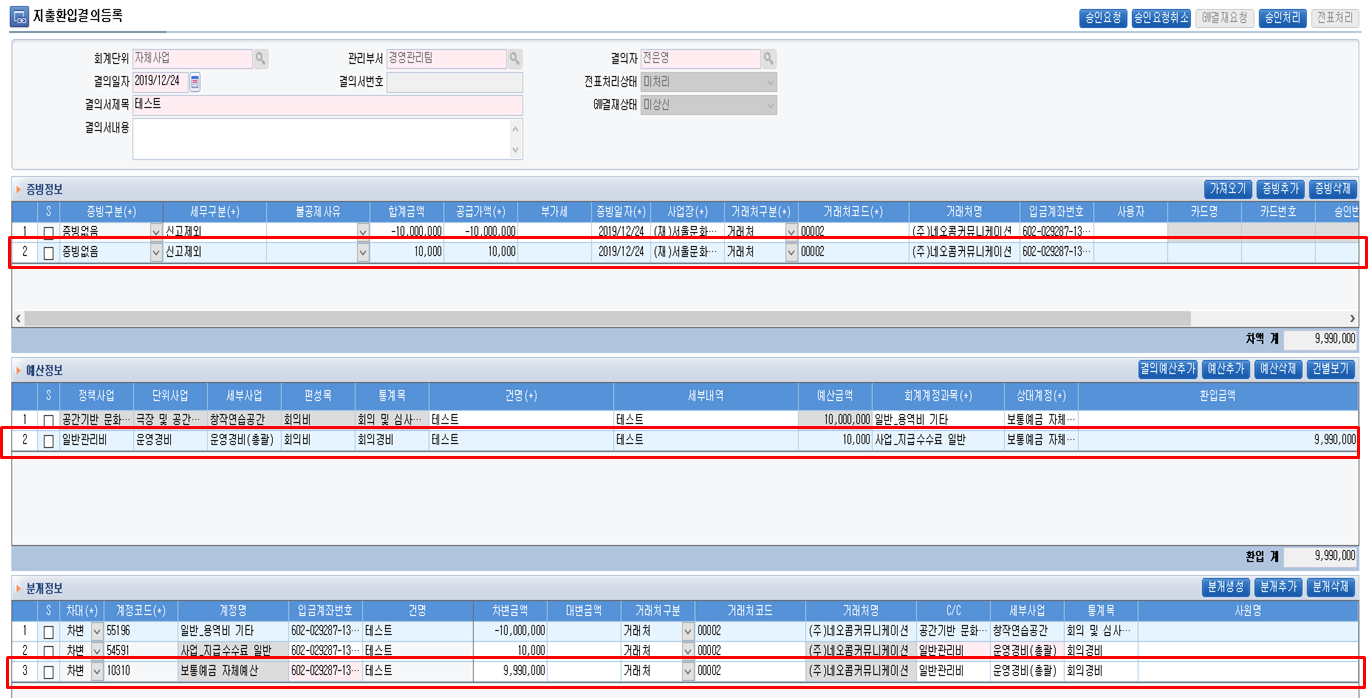 지출환입결의등록
승인요청 승인요청취소 GW결재요청 승인처리 전표처리
회계단위 자체사업 관리부서 경영관리팀 결의자 전은영
결의일자 2019/12/24 결의서번호 전표처리상태 미처리
결의서제목 테스트 GW결재상태 미상신
결의서내용
증빙정보 가져오기 증빙추가 증빙삭제
S 증빙구분(*) 세무구분(*) 불공제사유 합계금액 공급가액(*) 부가세 증빙일자(*) 사업장(*) 거래처구분(*) 거래처코드(*) 거래처명 입금계좌번호 사용자 카드명 카드번호 승인번
1 증빙없음 신고제외 -10,000,000 -10,000,000 2019/12/24 (재)서울문화… 거래처 00002 (주)네오콤커뮤니케이션 602-029287-13…
2 증빙없음 신고제외 10,000 10,000 2019/12/24 (재)서울문화… 거래처 00002 (주)네오콤커뮤니케이션 602-029287-13…
차액 계 9,990,000
예산정보 결의예산추가 예산추가 예산삭제 건별보기
S 정책사업 단위사업 세부사업 편성목 통계목 건명(*) 세부내역 예산금액 회계계정과목(*) 상대계정(*) 환입금액
1 공간기반 문화… 극장 및 공간… 창작연습공간 회의비 회의 및 심사… 테스트 테스트 10,000,000 일반_용역비 기타 보통예금 자체…
2 일반관리비 운영경비 운영경비(총괄) 회의비 회의경비 테스트 테스트 10,000 사업_지급수수료 일반 보통예금 자체… 9,990,000
환입 계 9,990,000
분개정보 분개생성 분개추가 분개삭제
S 차대(*) 계정코드(*) 계정명 입금계좌번호 건명 차변금액 대변금액 거래처구분 거래처코드 거래처명 C/C 세부사업 통계목 사원명
1 차변 55196 일반_용역비 기타 602-029287-13… 테스트 -10,000,000 거래처 00002 (주)네오콤커뮤니케이션 공간기반 문화… 창작연습공간 회의 및 심사…
2 차변 54591 사업_지급수수료 일반 602-029287-13… 테스트 10,000 거래처 00002 (주)네오콤커뮤니케이션 일반관리비 운영경비(총괄) 회의경비
3 차변 10310 보통예금 자체예산 602-029287-13… 테스트 9,990,000 거래처 00002 (주)네오콤커뮤니케이션 일반관리비 운영경비(총괄) 회의경비